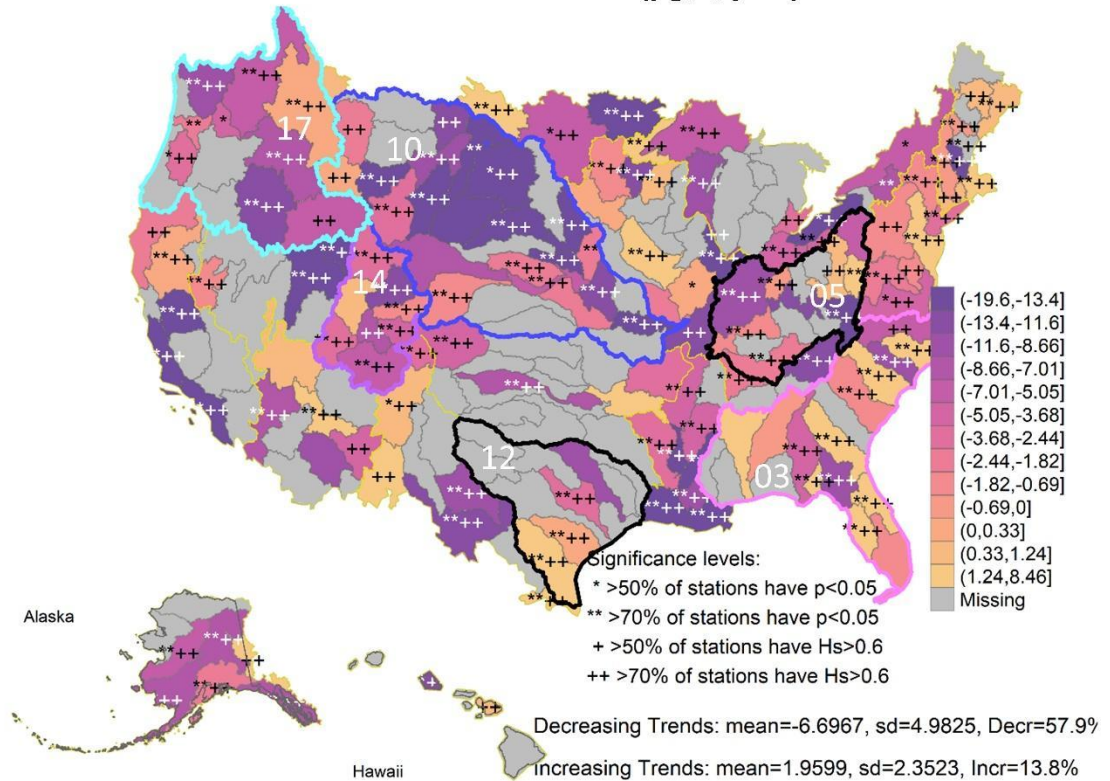 17
10
14
05
12
03
(-19.6,-13.4]
(-13.4,-11.6]
(-11.6,-8.66]
(-8.66,-7.01]
(-7.01,-5.05]
(-5.05,-3.68]
(-3.68,-2.44]
(-2.44,-1.82]
(-1.82,-0.69]
(-0.69,0]
(0,0.33]
(0.33,1.24]
(1.24,8.46]
Missing
Significance levels:
* >50% of stations have p<0.05
** >70% of stations have p<0.05
+ >50% of stations have Hs>0.6
++ >70% of stations have Hs>0.6
Alaska
Hawaii
Decreasing Trends: mean=-6.6967, sd=4.9825, Decr=57.9%
Increasing Trends: mean=1.9599, sd=2.3523, Incr=13.8%